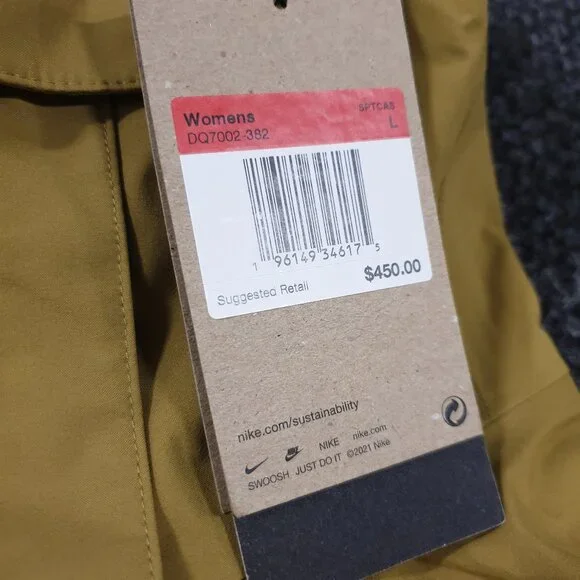 Womens SPTCAS
DQ7002-382 L
1 96149 34617 5
Suggested Retail $450.00
nike.com/sustainability
NIKE nike.com
SWOOSH JUST DO IT ©2021 Nike